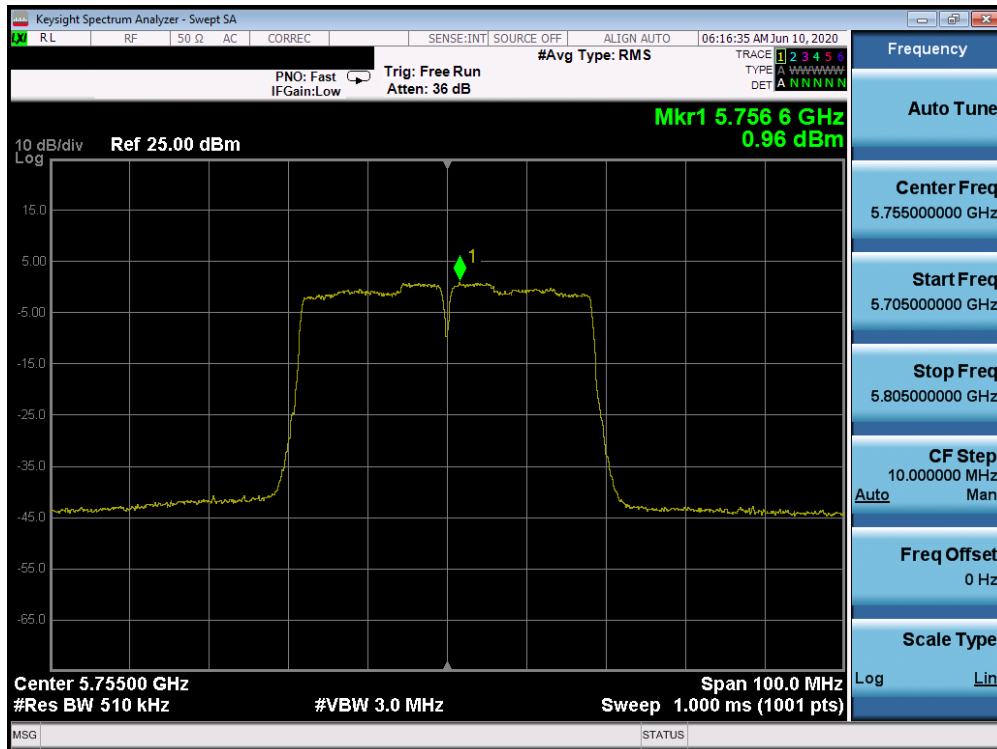 Keysight Spectrum Analyzer - Swept SA
LXI RL RF 50 Ω AC CORREC SENSE:INT SOURCE OFF ALIGN AUTO 06:16:35 AM Jun 10, 2020
#Avg Type: RMS TRACE 1 2 3 4 5 6
PNO: Fast Trig: Free Run TYPE A WWWWW
IFGain:Low Atten: 36 dB DET A N N N N N
Mkr1 5.756 6 GHz
0.96 dBm
10 dB/div Ref 25.00 dBm
Log
15.0
1
5.00
-5.00
-15.0
-25.0
-35.0
-45.0
-55.0
-65.0
Center 5.75500 GHz Span 100.0 MHz
#Res BW 510 kHz #VBW 3.0 MHz Sweep 1.000 ms (1001 pts)
MSG STATUS
Frequency
Auto Tune
Center Freq
5.755000000 GHz
Start Freq
5.705000000 GHz
Stop Freq
5.805000000 GHz
CF Step
10.000000 MHz
Auto Man
Freq Offset
0 Hz
Scale Type
Log Lin